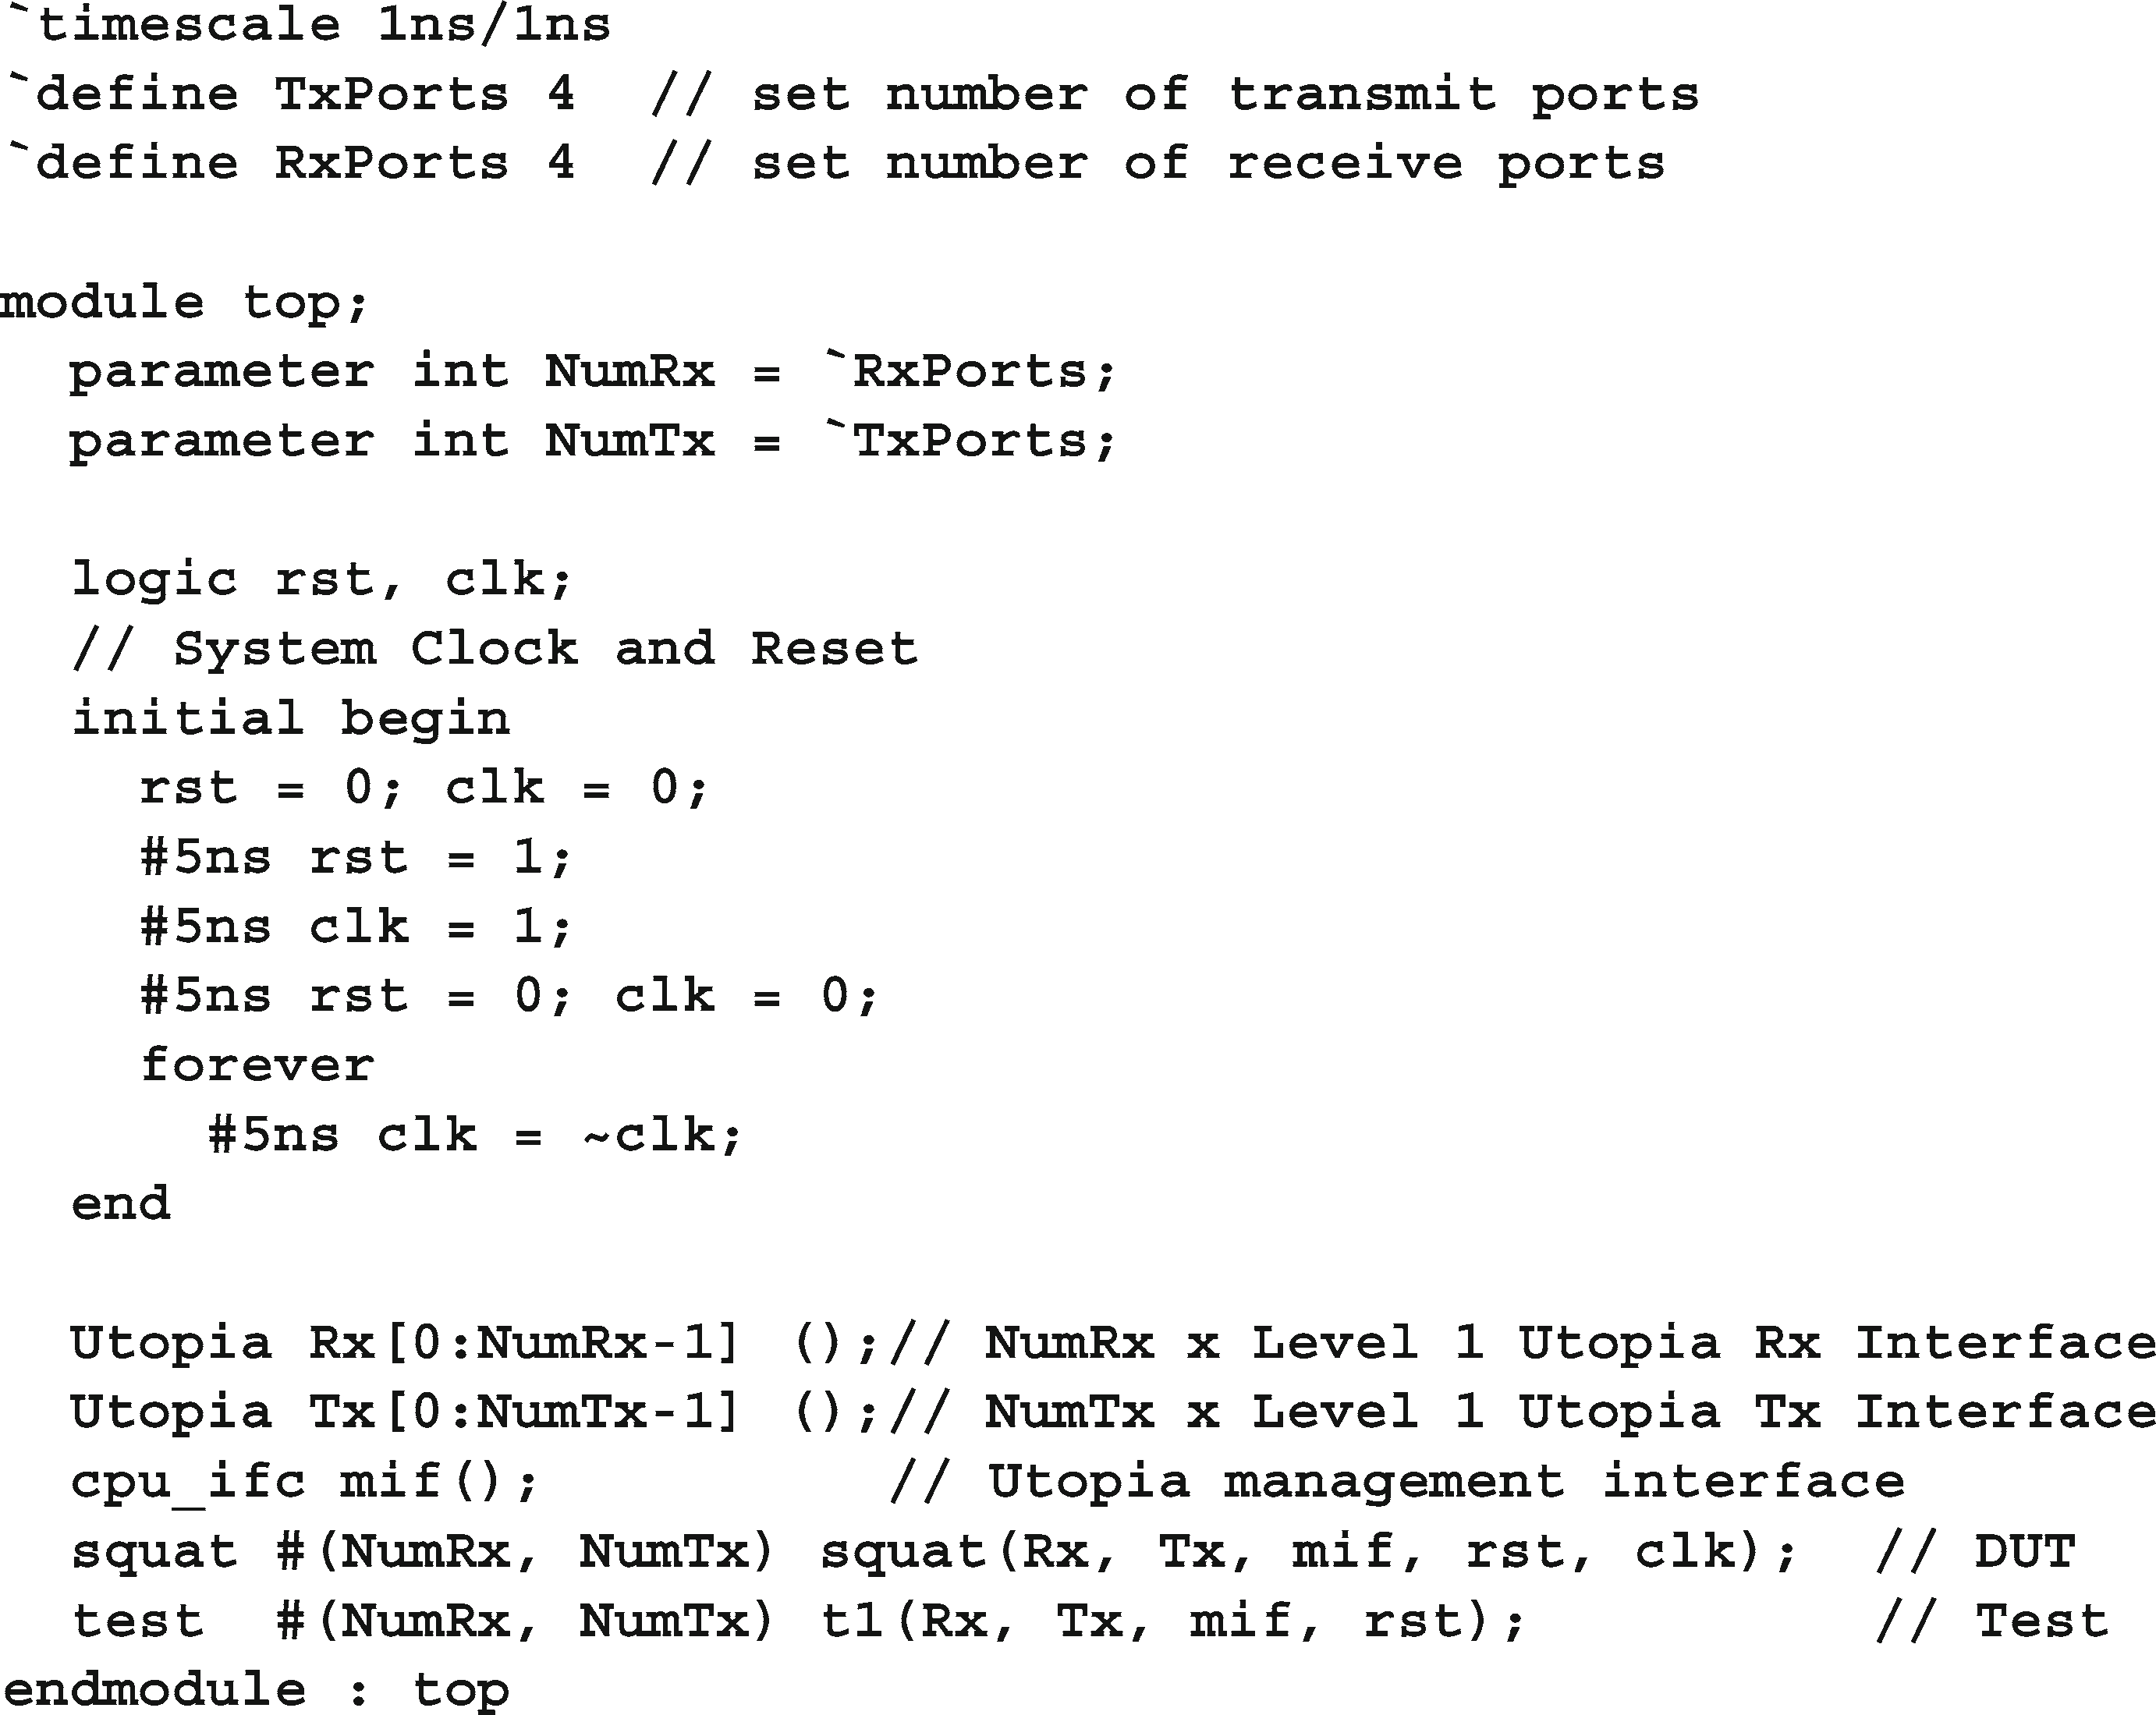 `timescale 1ns/1ns
`define TxPorts 4  // set number of transmit ports
`define RxPorts 4  // set number of receive ports

module top;
  parameter int NumRx = `RxPorts;
  parameter int NumTx = `TxPorts;

  logic rst, clk;
  // System Clock and Reset
  initial begin
    rst = 0; clk = 0;
    #5ns rst = 1;
    #5ns clk = 1;
    #5ns rst = 0; clk = 0;
    forever
      #5ns clk = ~clk;
  end

  Utopia Rx[0:NumRx-1] ();// NumRx x Level 1 Utopia Rx Interface
  Utopia Tx[0:NumTx-1] ();// NumTx x Level 1 Utopia Tx Interface
  cpu_ifc mif();          // Utopia management interface
  squat #(NumRx, NumTx) squat(Rx, Tx, mif, rst, clk);  // DUT
  test  #(NumRx, NumTx) t1(Rx, Tx, mif, rst);          // Test
endmodule : top